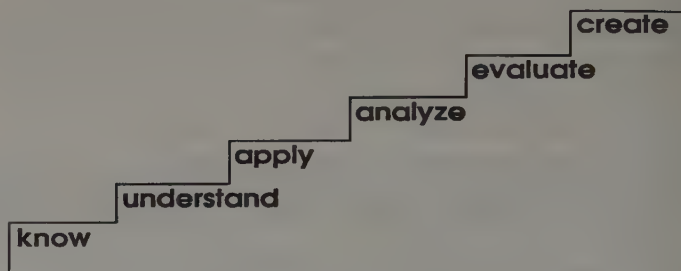 create
evaluate
analyze
apply
understand
know